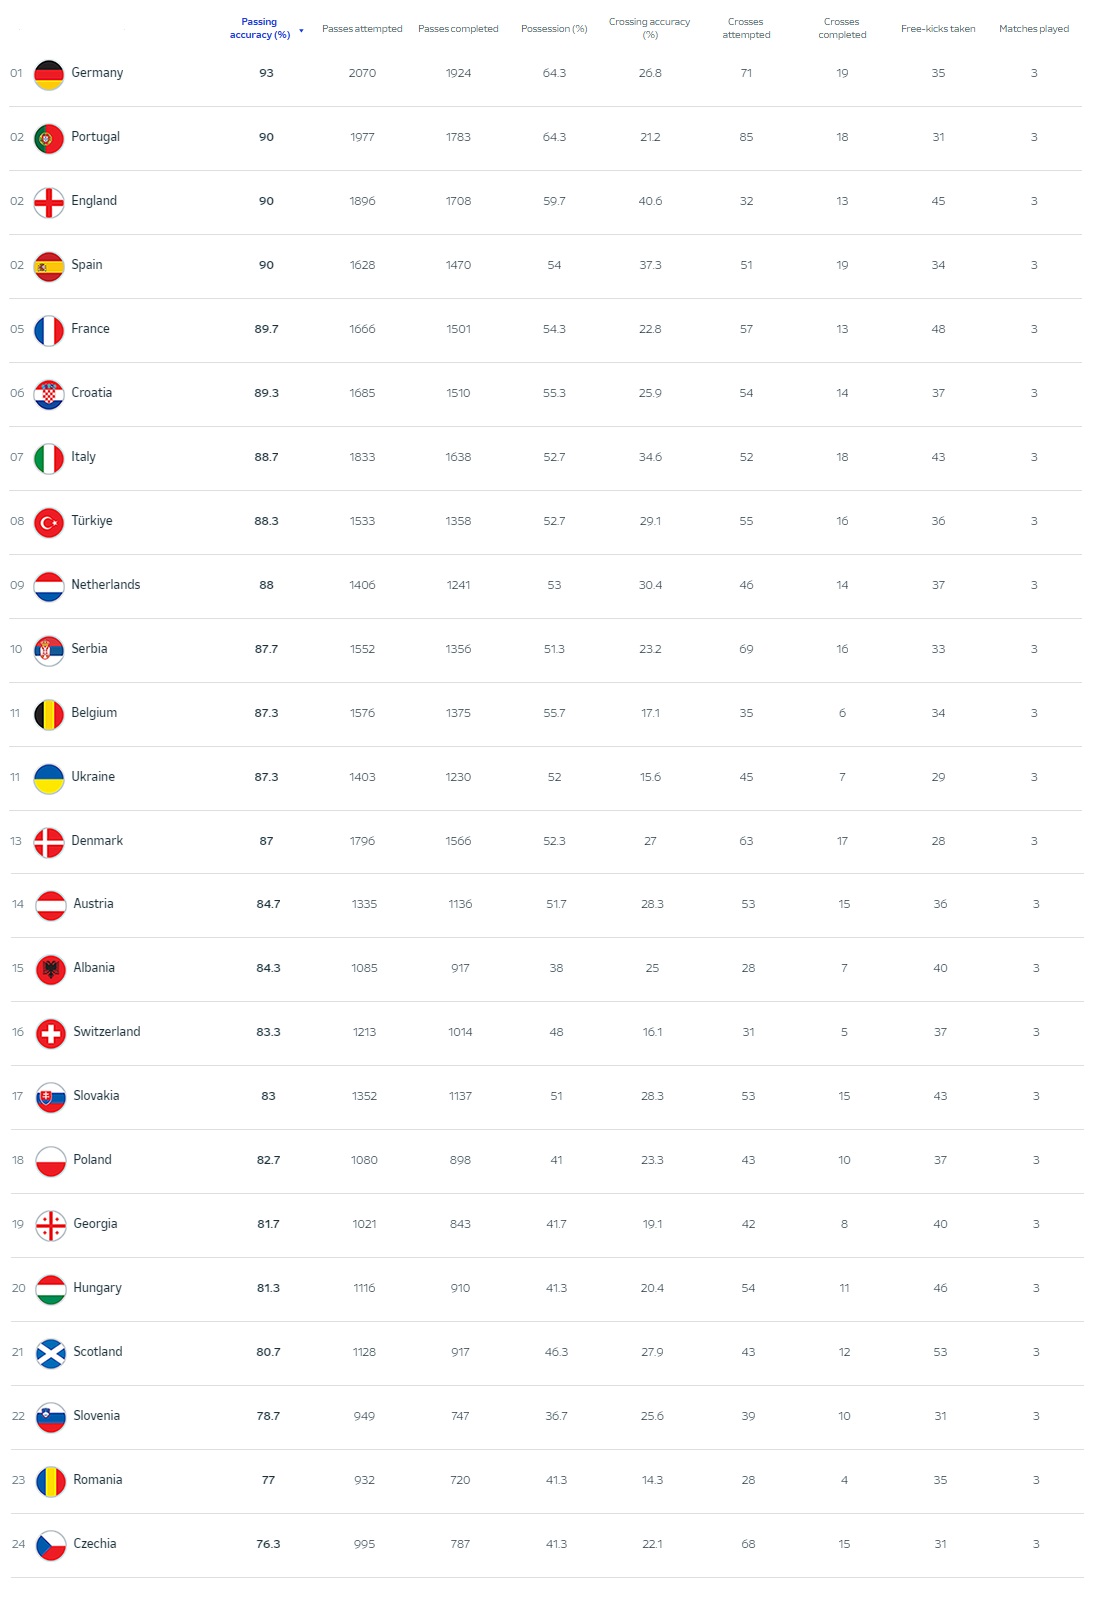 Passing accuracy (%) ▼ Passes attempted Passes completed Possession (%) Crossing accuracy (%) Crosses attempted Crosses completed Free-kicks taken Matches played
01 Germany 93 2070 1924 64.3 26.8 71 19 35 3
02 Portugal 90 1977 1783 64.3 21.2 85 18 31 3
02 England 90 1896 1708 59.7 40.6 32 13 45 3
02 Spain 90 1628 1470 54 37.3 51 19 34 3
05 France 89.7 1666 1501 54.3 22.8 57 13 48 3
06 Croatia 89.3 1685 1510 55.3 25.9 54 14 37 3
07 Italy 88.7 1833 1638 52.7 34.6 52 18 43 3
08 Türkiye 88.3 1533 1358 52.7 29.1 55 16 36 3
09 Netherlands 88 1406 1241 53 30.4 46 14 37 3
10 Serbia 87.7 1552 1356 51.3 23.2 69 16 33 3
11 Belgium 87.3 1576 1375 55.7 17.1 35 6 34 3
11 Ukraine 87.3 1403 1230 52 15.6 45 7 29 3
13 Denmark 87 1796 1566 52.3 27 63 17 28 3
14 Austria 84.7 1335 1136 51.7 28.3 53 15 36 3
15 Albania 84.3 1085 917 38 25 28 7 40 3
16 Switzerland 83.3 1213 1014 48 16.1 31 5 37 3
17 Slovakia 83 1352 1137 51 28.3 53 15 43 3
18 Poland 82.7 1080 898 41 23.3 43 10 37 3
19 Georgia 81.7 1021 843 41.7 19.1 42 8 40 3
20 Hungary 81.3 1116 910 41.3 20.4 54 11 46 3
21 Scotland 80.7 1128 917 46.3 27.9 43 12 53 3
22 Slovenia 78.7 949 747 36.7 25.6 39 10 31 3
23 Romania 77 932 720 41.3 14.3 28 4 35 3
24 Czechia 76.3 995 787 41.3 22.1 68 15 31 3